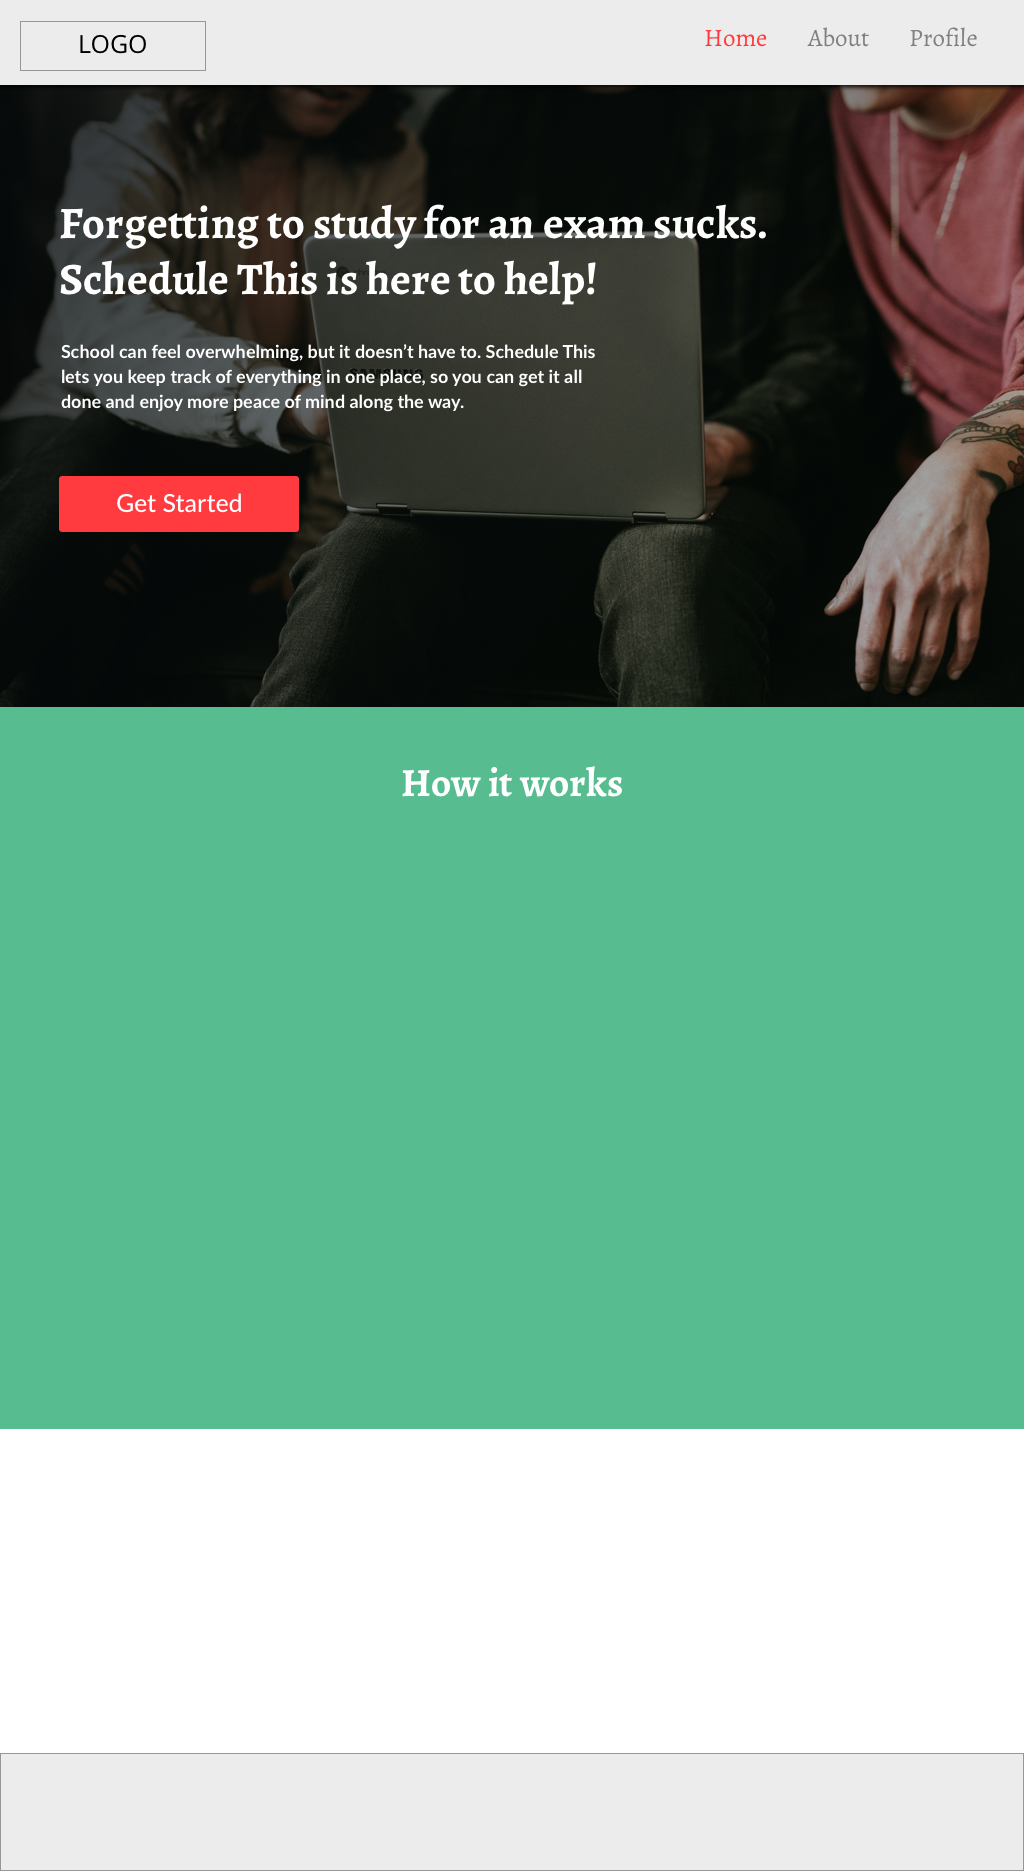 LOGO
Home About Profile
Forgetting to study for an exam sucks.
Schedule This is here to help!
School can feel overwhelming, but it doesn’t have to. Schedule This
lets you keep track of everything in one place, so you can get it all
done and enjoy more peace of mind along the way.
SAMSUNG
Get Started
How it works